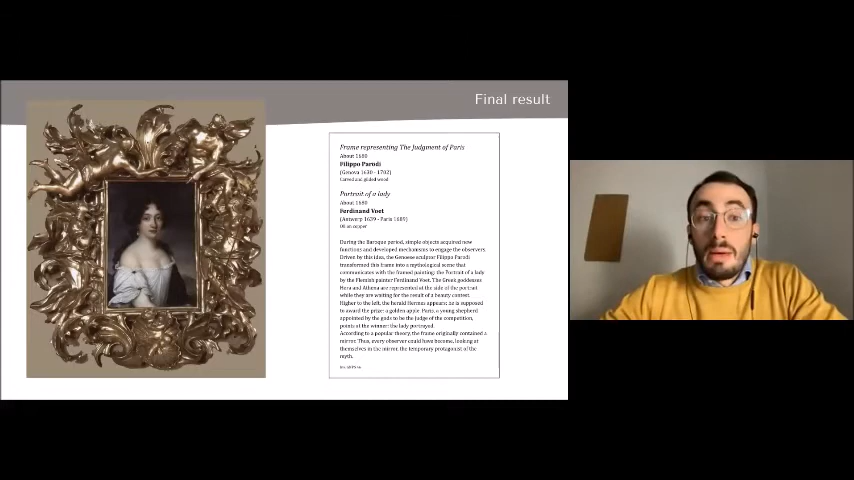 Final result
Frame representing The Judgment of Paris
About 1680
Filippo Parodi
(Genova 1630 - 1702)
Carved and gilded wood
Portrait of a lady
About 1680
Ferdinand Voet
(Antwerp 1639 - Paris 1689)
Oil on copper
During the Baroque period, simple objects acquired new
functions and developed mechanisms to engage the observers.
Driven by this idea, the Genoese sculptor Filippo Parodi
transformed this frame into a mythological scene that
communicates with the framed painting: the Portrait of a lady
by the Flemish painter Ferdinand Voet. The Greek goddesses
Hera and Athena are represented at the side of the portrait
while they are waiting for the result of a beauty contest.
Higher to the left, the herald Hermes appears: he is supposed
to award the prize: a golden apple. Paris, a young shepherd
appointed by the gods to be the judge of the competition,
points at the winner: the lady portrayed.
According to a popular theory, the frame originally contained a
mirror. Thus, every observer could have become, looking at
themselves in the mirror, the temporary protagonist of the
myth.